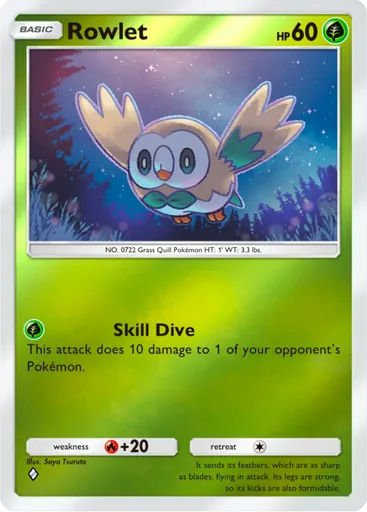 BASIC Rowlet HP 60
NO. 0722 Grass Quill Pokémon HT: 1' WT: 3.3 lbs.
Skill Dive
This attack does 10 damage to 1 of your opponent's
Pokémon.
weakness +20 retreat
Illus. Saya Tsuruta
It sends its feathers, which are as sharp
as blades, flying in attack. Its legs are strong,
so its kicks are also formidable.